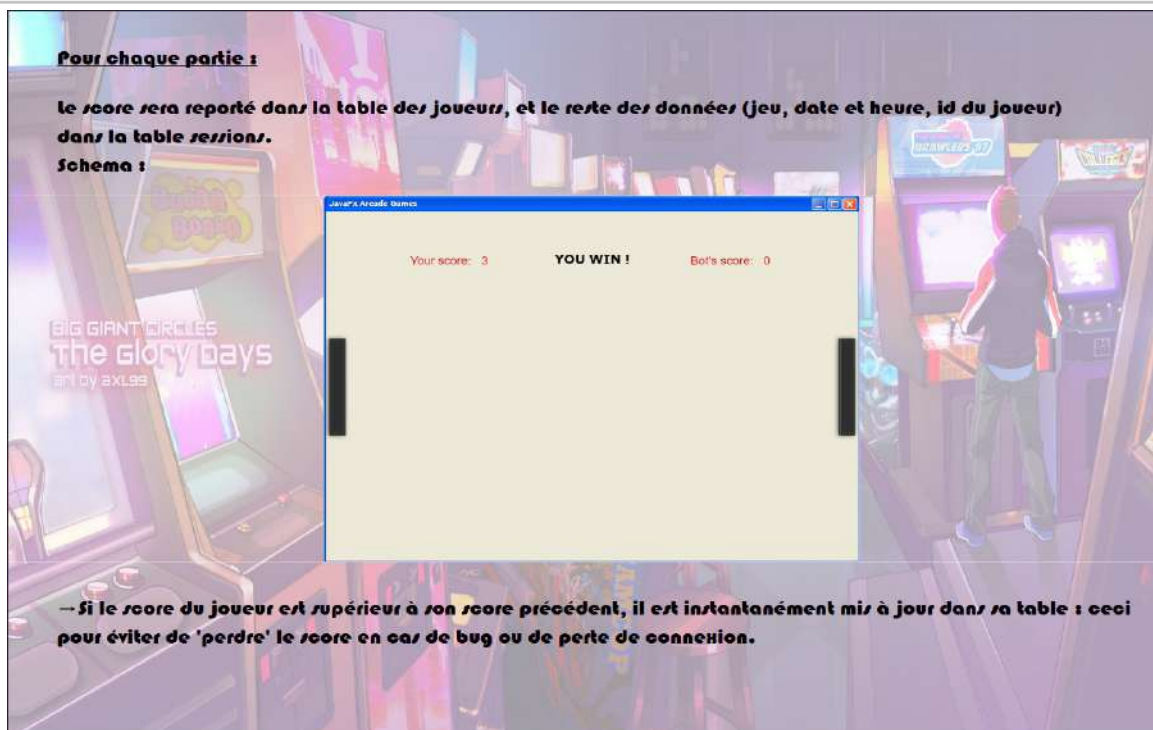 Pour chaque partie :
Le score sera reporté dans la table des joueurs, et le reste des données (jeu, date et heure, id du joueur)
dans la table sessions.
Schema :
JavaFX Arcade Games
Your score: 3 YOU WIN ! Bot's score: 0
BRAWLERS 97
BIG GIANT CIRCLES
THE GLORY DAYS
art by axl99
→Si le score du joueur est supérieur à son score précédent, il est instantanément mis à jour dans sa table : ceci
pour éviter de 'perdre' le score en cas de bug ou de perte de connexion.